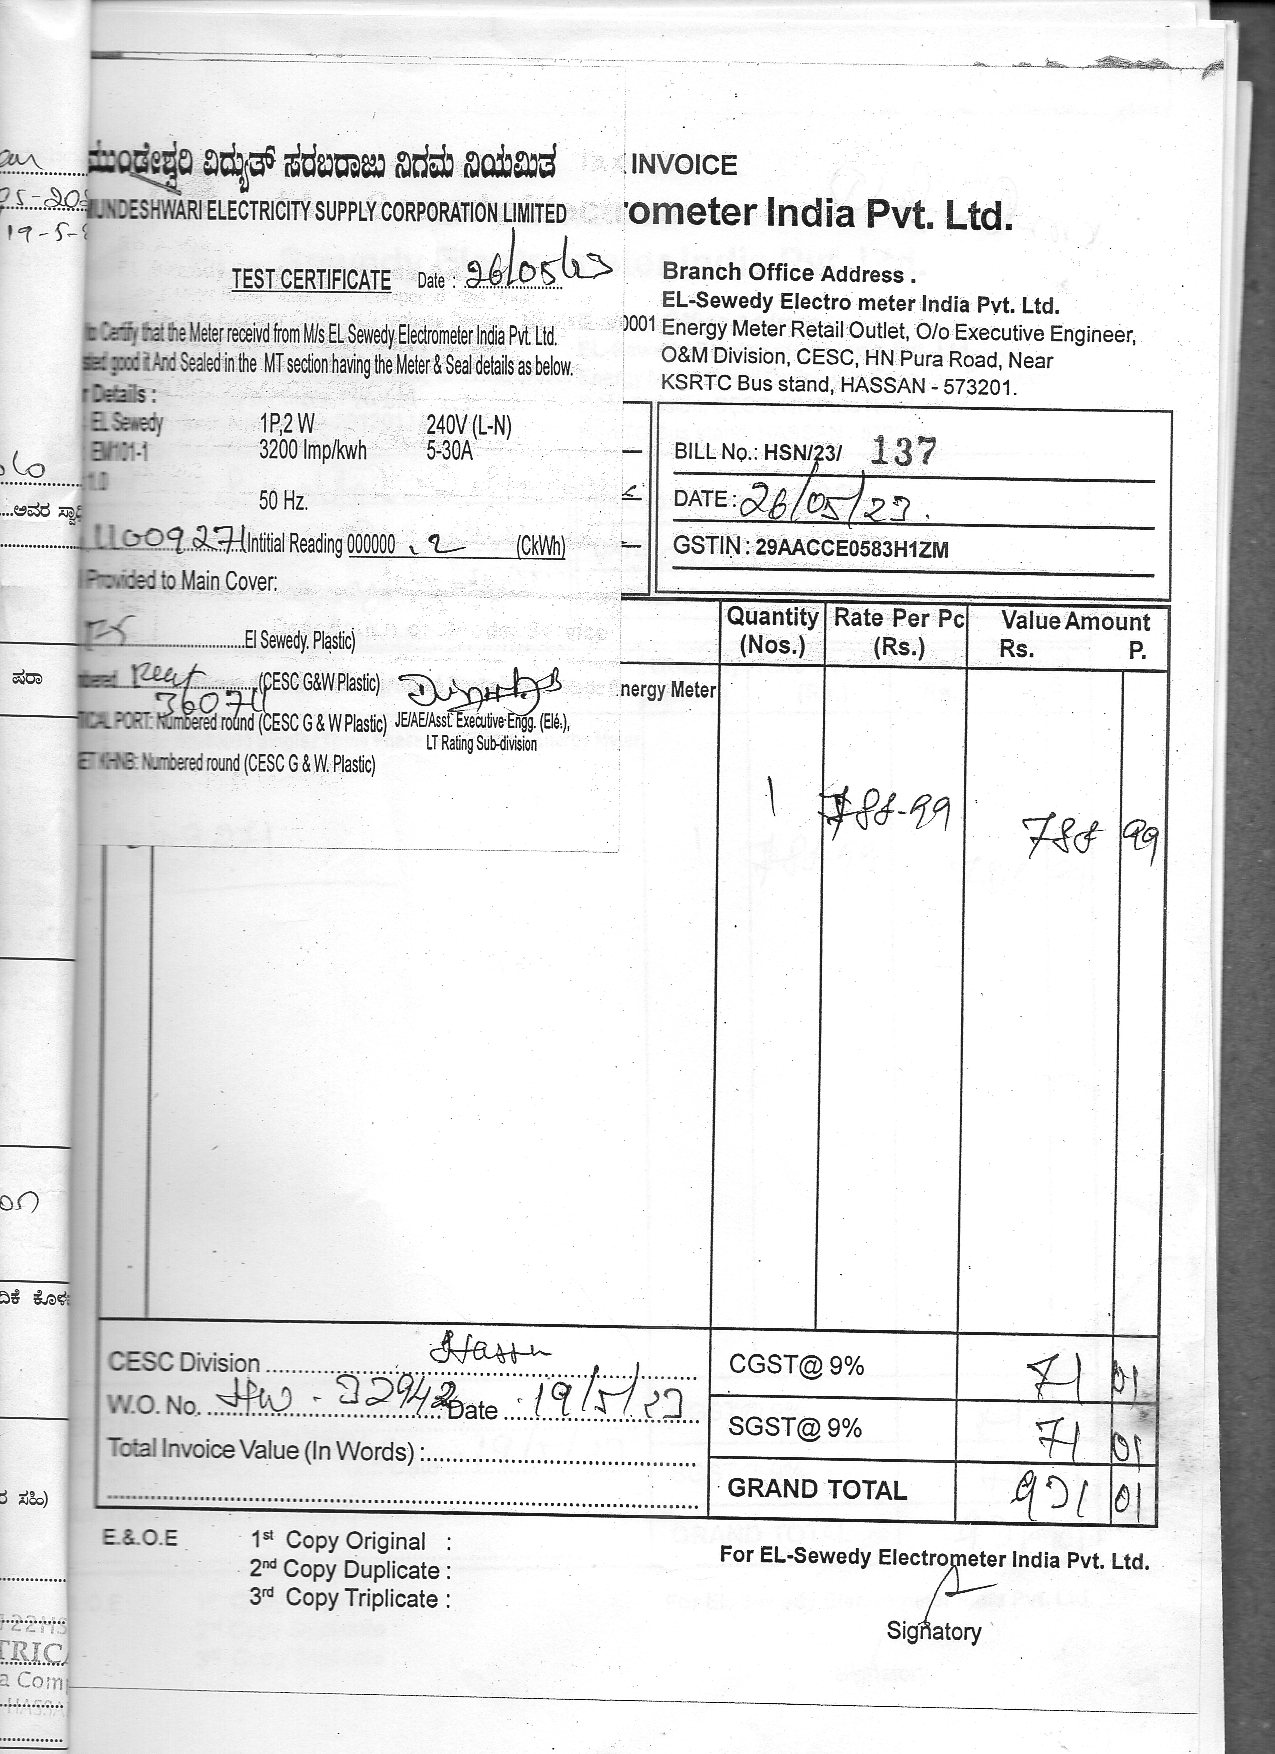 ವಿದ್ಯುತ್ ಸರಬರಾಜು ನಿಗಮ ನಿಯಮಿತ
UNDESHWARI ELECTRICITY SUPPLY CORPORATION LIMITED
TEST CERTIFICATE Date : 26/05/23
to Certify that the Meter receivd from M/s EL Sewedy Electrometer India Pvt. Ltd.
good it And Sealed in the MT section having the Meter & Seal details as below.
Details :
EL Sewedy 1P,2 W 240V (L-N)
EM101-1 3200 Imp/kwh 5-30A
1.0
50 Hz.
Intitial Reading 000000 .2 (CkWh)
Provided to Main Cover:
El Sewedy. Plastic)
(CESC G&W Plastic)
36071
PORT: Numbered round (CESC G & W Plastic)
JE/AE/Asst. Executive Engg. (Ele.),
LT Rating Sub-division
Numbered round (CESC G & W. Plastic)
INVOICE
rometer India Pvt. Ltd.
Branch Office Address .
EL-Sewedy Electro meter India Pvt. Ltd.
0001 Energy Meter Retail Outlet, O/o Executive Engineer,
O&M Division, CESC, HN Pura Road, Near
KSRTC Bus stand, HASSAN - 573201.
BILL No.: HSN/23/ 137
DATE : 26/05/23.
GSTIN : 29AACCE0583H1ZM
Quantity (Nos.) Rate Per Pc (Rs.) Value Amount Rs. P.
nergy Meter
1 788-99 788 99
CESC Division Hassan
W.O. No. HW - 22942 Date 19/5/23
Total Invoice Value (In Words) :
CGST@ 9% 71 01
SGST@ 9% 71 01
GRAND TOTAL 931 01
E.&.O.E
1st Copy Original :
2nd Copy Duplicate :
3rd Copy Triplicate :
For EL-Sewedy Electrometer India Pvt. Ltd.
Signatory